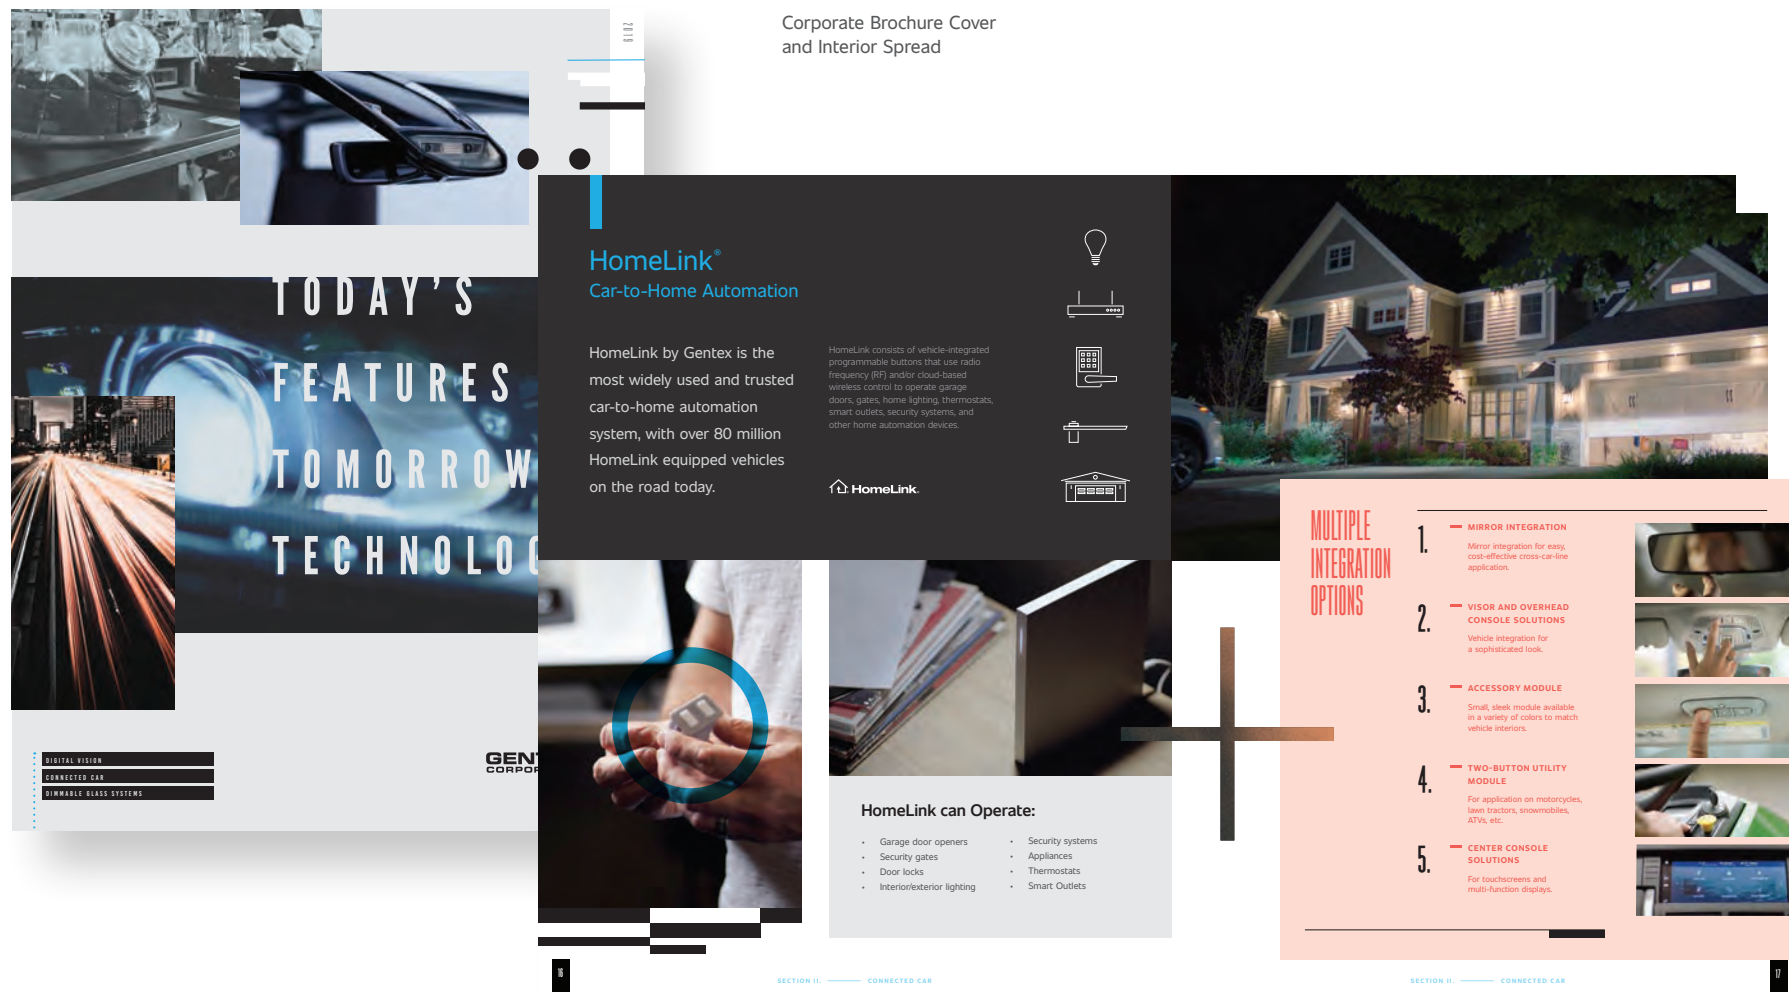 Corporate Brochure Cover
and Interior Spread
2019
TODAY'S
FEATURES
TOMORROW
TECHNOLOG
DIGITAL VISION
CONNECTED CAR
DIMMABLE GLASS SYSTEMS
GENT
CORPOR
HomeLink®
Car-to-Home Automation
HomeLink by Gentex is the
most widely used and trusted
car-to-home automation
system, with over 80 million
HomeLink equipped vehicles
on the road today.
HomeLink consists of vehicle-integrated
programmable buttons that use radio
frequency (RF) and/or cloud-based
wireless control to operate garage
doors, gates, home lighting, thermostats,
smart outlets, security systems, and
other home automation devices.
HomeLink.
HomeLink can Operate:
• Garage door openers
• Security gates
• Door locks
• Interior/exterior lighting
• Security systems
• Appliances
• Thermostats
• Smart Outlets
MULTIPLE
INTEGRATION
OPTIONS
1.
MIRROR INTEGRATION
Mirror integration for easy,
cost-effective cross-car-line
application.
2.
VISOR AND OVERHEAD
CONSOLE SOLUTIONS
Vehicle integration for
a sophisticated look.
3.
ACCESSORY MODULE
Small, sleek module available
in a variety of colors to match
vehicle interiors.
4.
TWO-BUTTON UTILITY
MODULE
For application on motorcycles,
lawn tractors, snowmobiles,
ATVs, etc.
5.
CENTER CONSOLE
SOLUTIONS
For touchscreens and
multi-function displays.
SECTION II. CONNECTED CAR
SECTION II. CONNECTED CAR
17